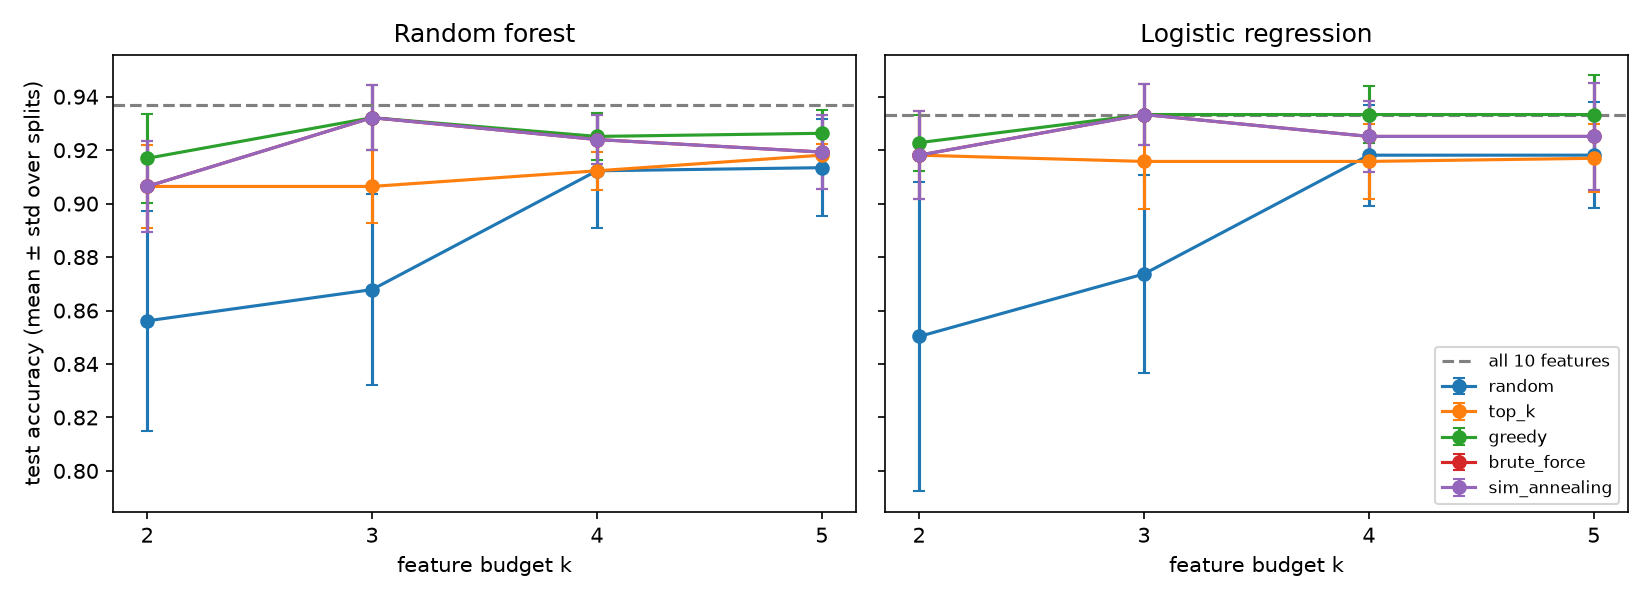 Random forest
Logistic regression
test accuracy (mean ± std over splits)
0.94
0.92
0.90
0.88
0.86
0.84
0.82
0.80
2 3 4 5
feature budget k
2 3 4 5
feature budget k
all 10 features
random
top_k
greedy
brute_force
sim_annealing